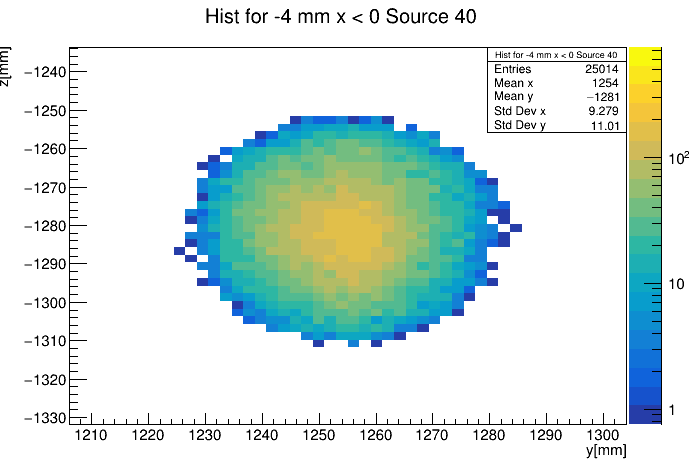 Hist for -4 mm x < 0 Source 40
z[mm]
Hist for -4 mm x < 0 Source 40
Entries 25014
Mean x 1254
Mean y −1281
Std Dev x 9.279
Std Dev y 11.01
−1240
−1250
−1260
−1270
−1280
−1290
−1300
−1310
−1320
−1330
10²
10
1
1210 1220 1230 1240 1250 1260 1270 1280 1290 1300
y[mm]